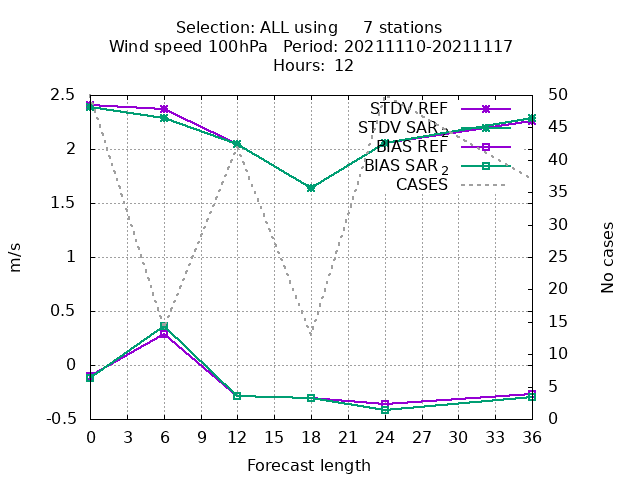 Selection: ALL using 7 stations
Wind speed 100hPa Period: 20211110-20211117
Hours: 12
2.5
2
1.5
1
0.5
0
-0.5
m/s
50
45
40
35
30
25
20
15
10
5
0
No cases
STDV REF
STDV SAR2
BIAS REF
BIAS SAR2
CASES
0 3 6 9 12 15 18 21 24 27 30 33 36
Forecast length